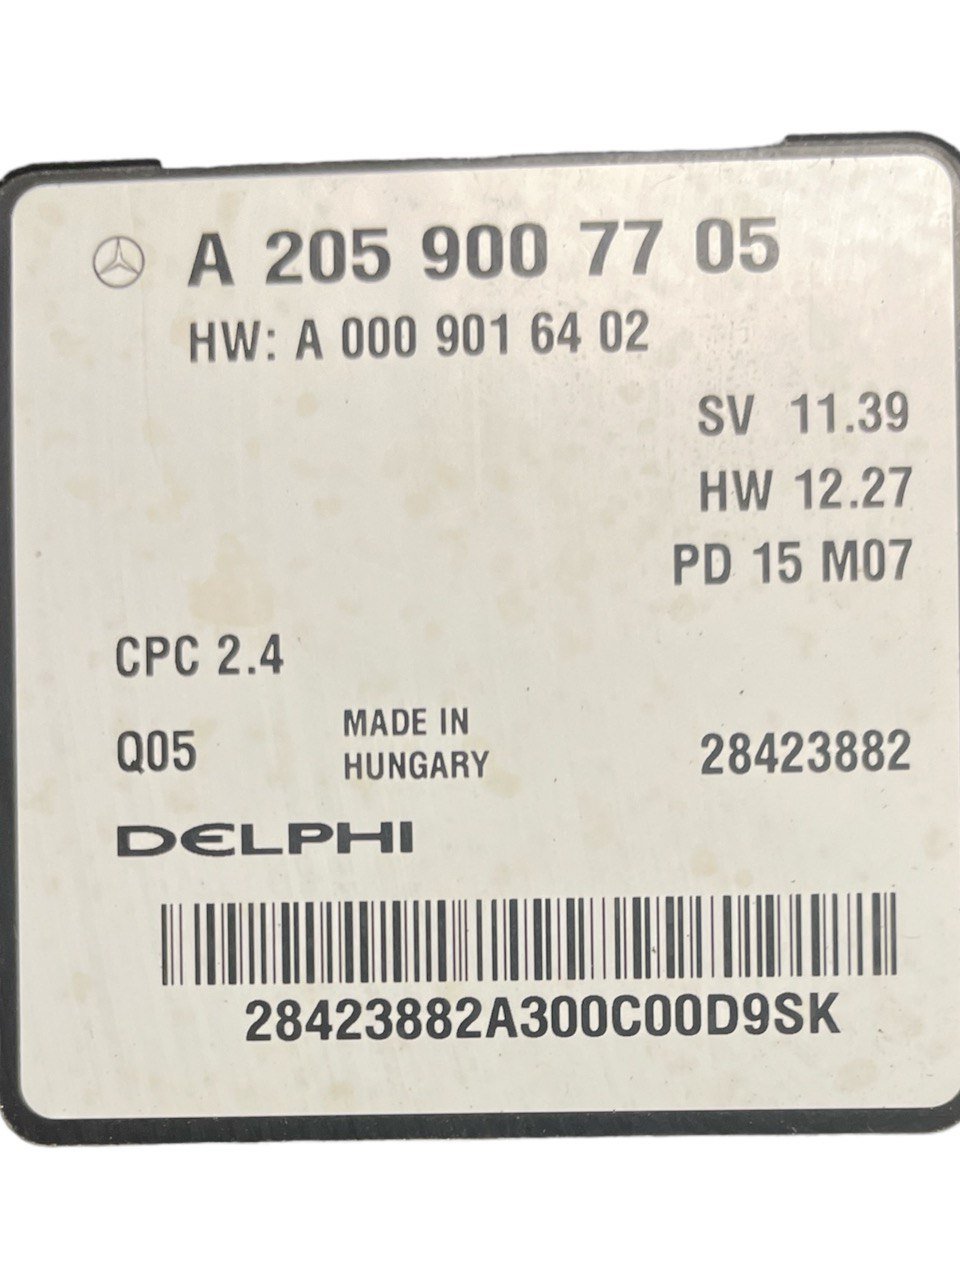 A 205 900 77 05
HW: A 000 901 64 02
SV 11.39
HW 12.27
PD 15 M07
CPC 2.4
Q05
MADE IN
HUNGARY
28423882
DELPHI
28423882A300C00D9SK